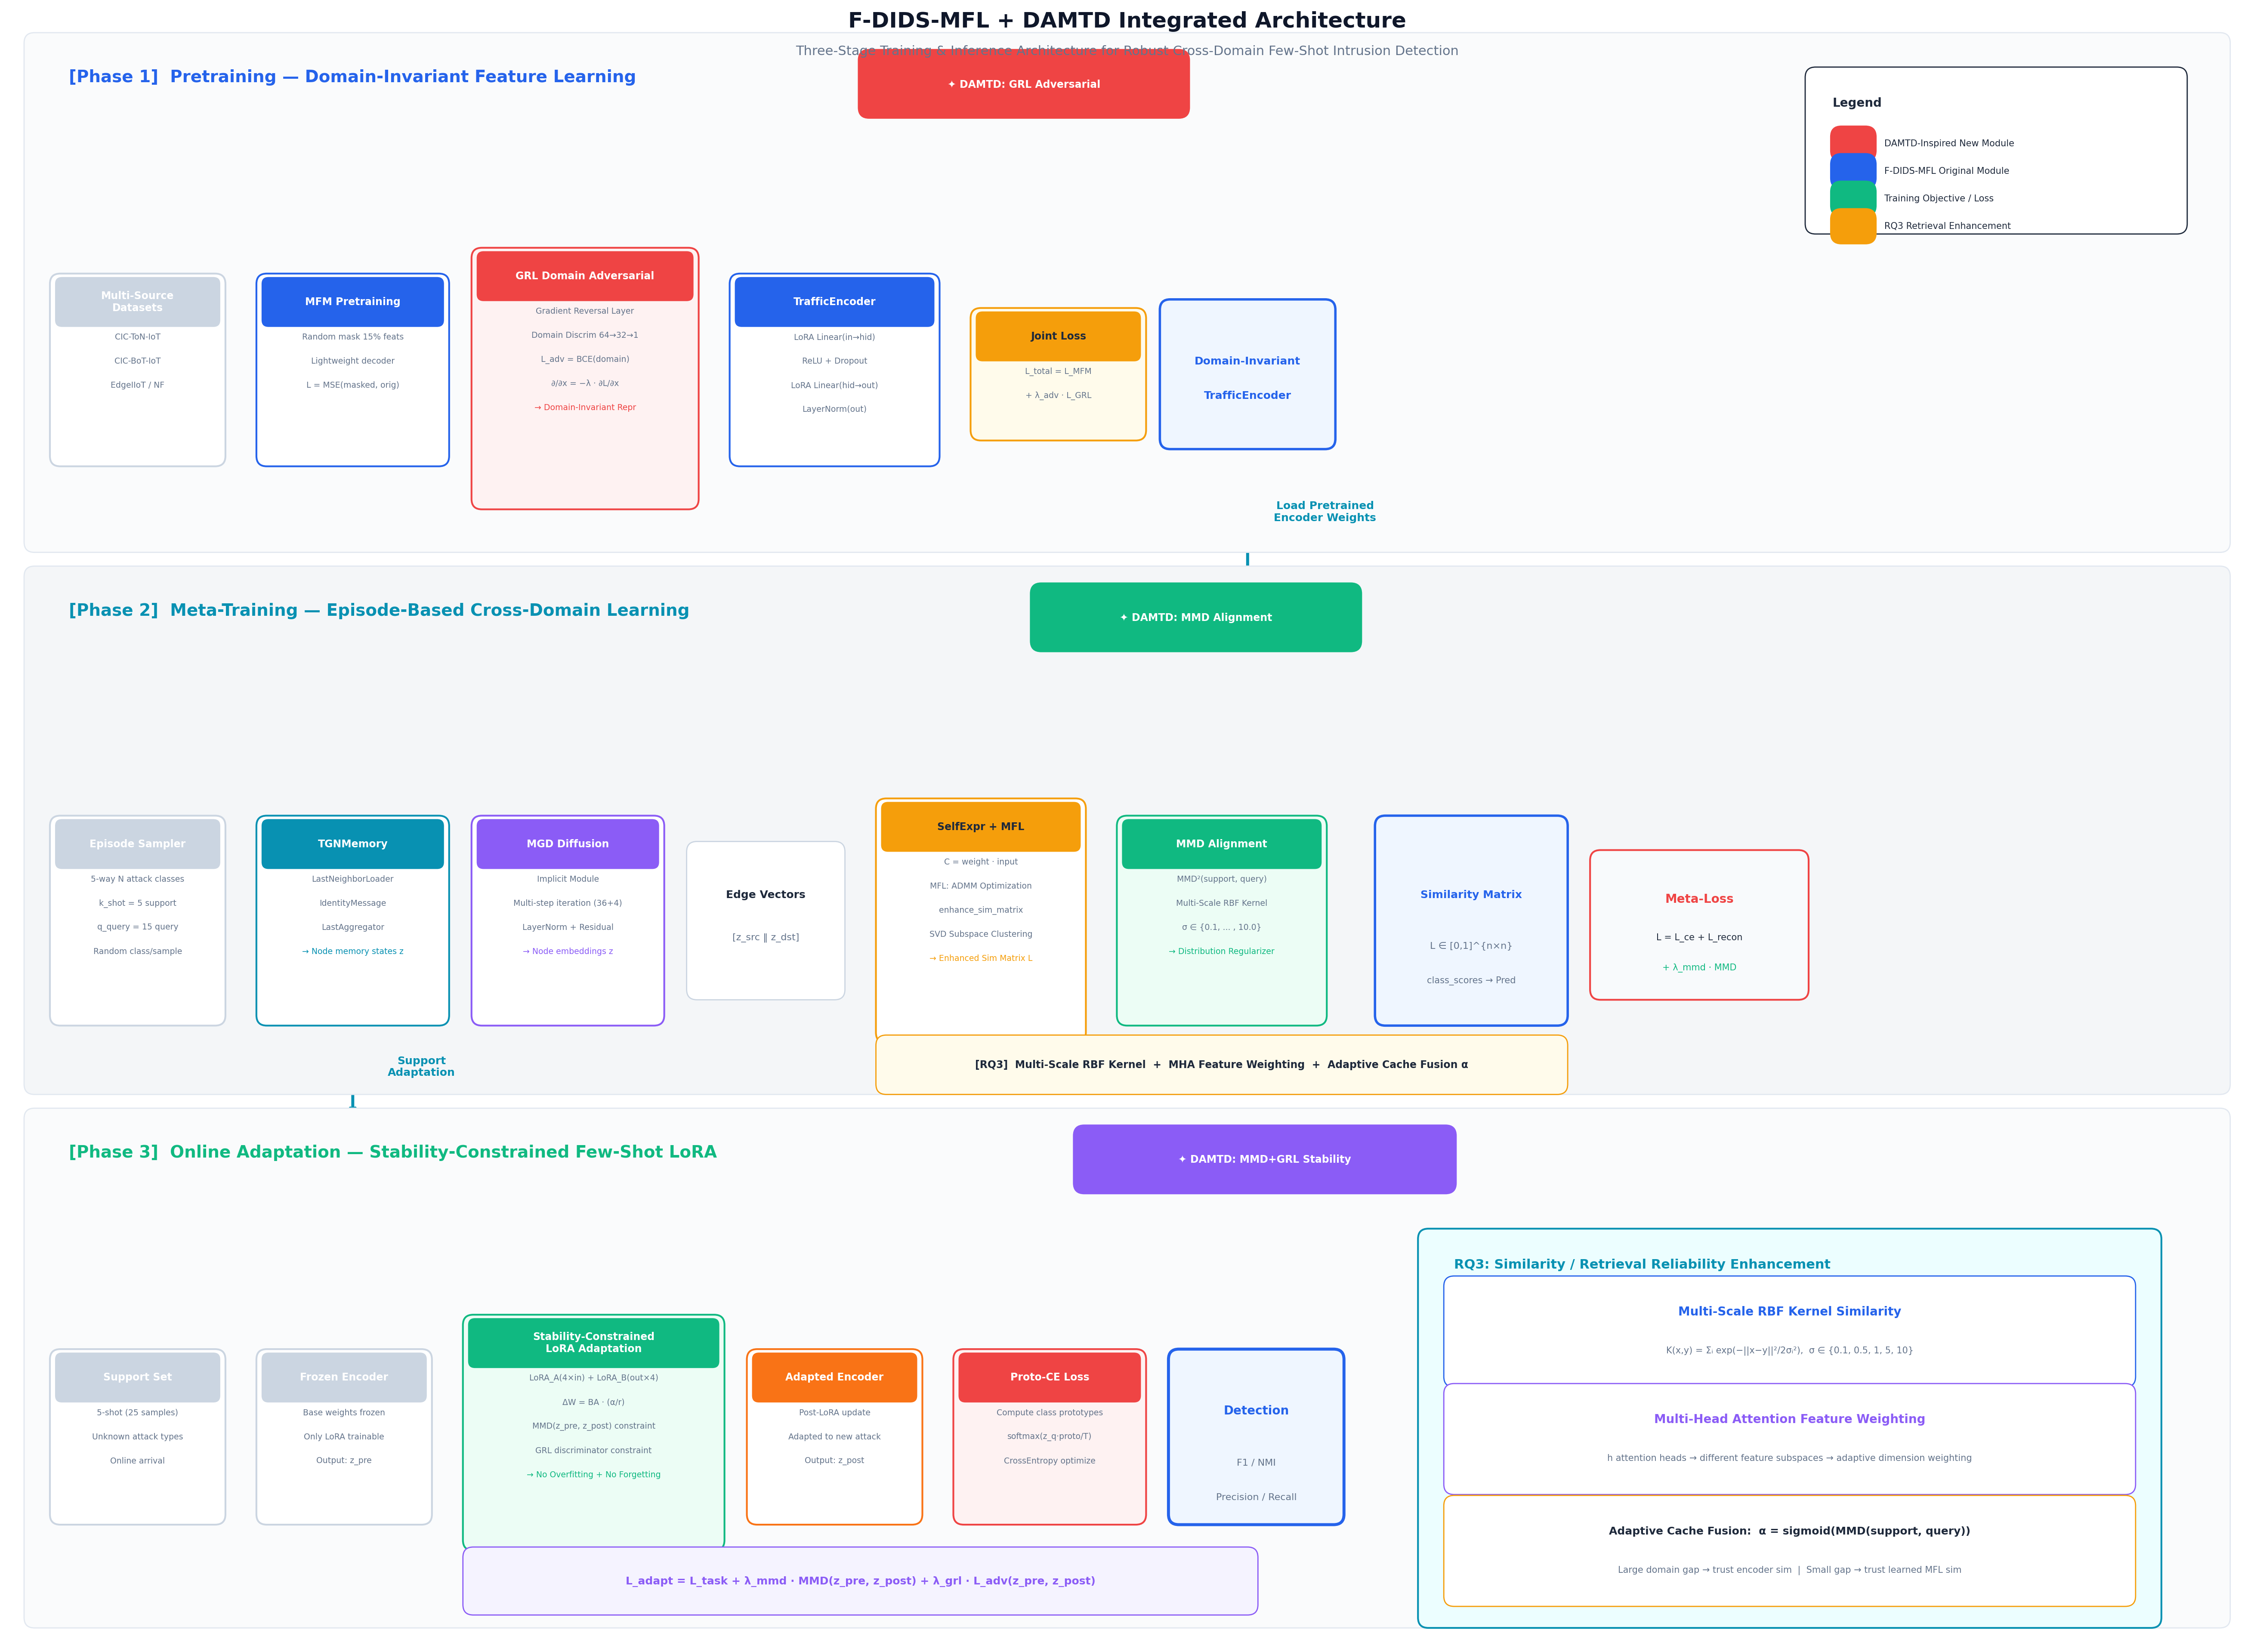 F-DIDS-MFL + DAMTD Integrated Architecture
Three-Stage Training & Inference Architecture for Robust Cross-Domain Few-Shot Intrusion Detection
[Phase 1]  Pretraining — Domain-Invariant Feature Learning
✦ DAMTD: GRL Adversarial
Legend
DAMTD-Inspired New Module
F-DIDS-MFL Original Module
Training Objective / Loss
RQ3 Retrieval Enhancement
Multi-Source
Datasets
CIC-ToN-IoT
CIC-BoT-IoT
EdgeIIoT / NF
MFM Pretraining
Random mask 15% feats
Lightweight decoder
L = MSE(masked, orig)
GRL Domain Adversarial
Gradient Reversal Layer
Domain Discrim 64→32→1
L_adv = BCE(domain)
∂/∂x = −λ · ∂L/∂x
→ Domain-Invariant Repr
TrafficEncoder
LoRA Linear(in→hid)
ReLU + Dropout
LoRA Linear(hid→out)
LayerNorm(out)
Joint Loss
L_total = L_MFM
+ λ_adv · L_GRL
Domain-Invariant
TrafficEncoder
Load Pretrained
Encoder Weights
[Phase 2]  Meta-Training — Episode-Based Cross-Domain Learning
✦ DAMTD: MMD Alignment
Episode Sampler
5-way N attack classes
k_shot = 5 support
q_query = 15 query
Random class/sample
TGNMemory
LastNeighborLoader
IdentityMessage
LastAggregator
→ Node memory states z
MGD Diffusion
Implicit Module
Multi-step iteration (36+4)
LayerNorm + Residual
→ Node embeddings z
Edge Vectors
[z_src ∥ z_dst]
SelfExpr + MFL
C = weight · input
MFL: ADMM Optimization
enhance_sim_matrix
SVD Subspace Clustering
→ Enhanced Sim Matrix L
MMD Alignment
MMD²(support, query)
Multi-Scale RBF Kernel
σ ∈ {0.1, ... , 10.0}
→ Distribution Regularizer
Similarity Matrix
L ∈ [0,1]^{n×n}
class_scores → Pred
Meta-Loss
L = L_ce + L_recon
+ λ_mmd · MMD
Support
Adaptation
[RQ3]  Multi-Scale RBF Kernel  +  MHA Feature Weighting  +  Adaptive Cache Fusion α
[Phase 3]  Online Adaptation — Stability-Constrained Few-Shot LoRA
✦ DAMTD: MMD+GRL Stability
Support Set
5-shot (25 samples)
Unknown attack types
Online arrival
Frozen Encoder
Base weights frozen
Only LoRA trainable
Output: z_pre
Stability-Constrained
LoRA Adaptation
LoRA_A(4×in) + LoRA_B(out×4)
ΔW = BA · (α/r)
MMD(z_pre, z_post) constraint
GRL discriminator constraint
→ No Overfitting + No Forgetting
Adapted Encoder
Post-LoRA update
Adapted to new attack
Output: z_post
Proto-CE Loss
Compute class prototypes
softmax(z_q·proto/T)
CrossEntropy optimize
Detection
F1 / NMI
Precision / Recall
L_adapt = L_task + λ_mmd · MMD(z_pre, z_post) + λ_grl · L_adv(z_pre, z_post)
RQ3: Similarity / Retrieval Reliability Enhancement
Multi-Scale RBF Kernel Similarity
K(x,y) = Σᵢ exp(−||x−y||²/2σᵢ²),  σ ∈ {0.1, 0.5, 1, 5, 10}
Multi-Head Attention Feature Weighting
h attention heads → different feature subspaces → adaptive dimension weighting
Adaptive Cache Fusion:  α = sigmoid(MMD(support, query))
Large domain gap → trust encoder sim  |  Small gap → trust learned MFL sim